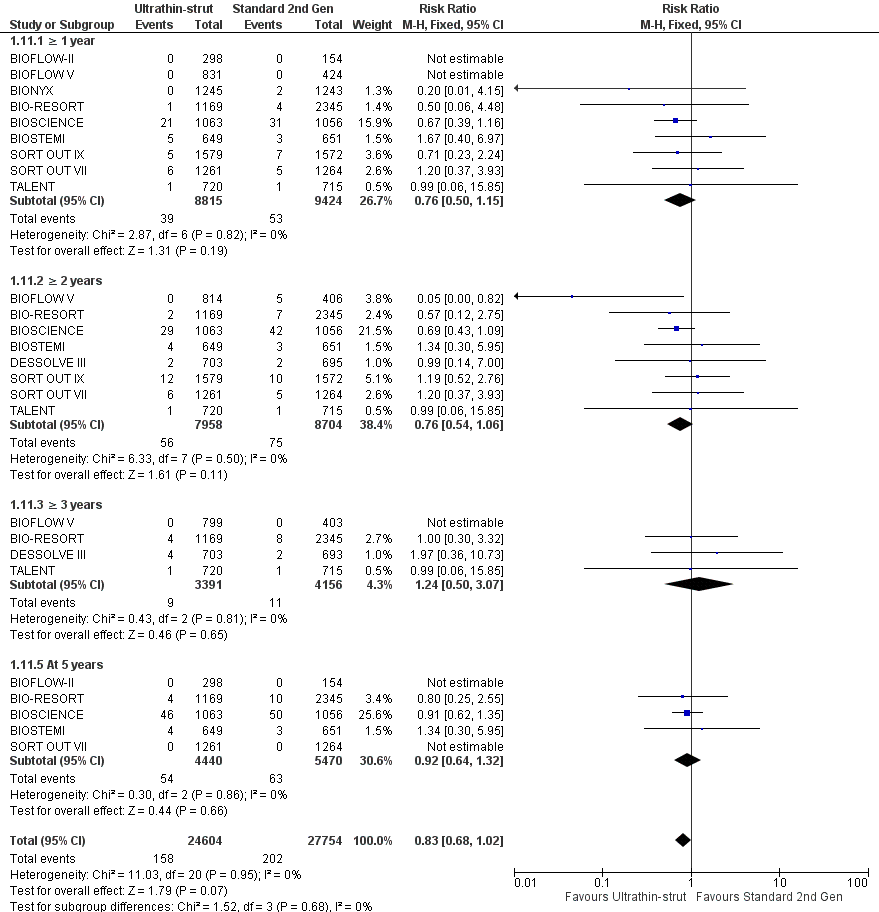 Ultrathin-strut Standard 2nd Gen Risk Ratio Risk Ratio
Study or Subgroup Events Total Events Total Weight M-H, Fixed, 95% CI M-H, Fixed, 95% CI
1.11.1 ≥ 1 year
BIOFLOW-II 0 298 0 154 Not estimable
BIOFLOW V 0 831 0 424 Not estimable
BIONYX 0 1245 2 1243 1.3% 0.20 [0.01, 4.15]
BIO-RESORT 1 1169 4 2345 1.4% 0.50 [0.06, 4.48]
BIOSCIENCE 21 1063 31 1056 15.9% 0.67 [0.39, 1.16]
BIOSTEMI 5 649 3 651 1.5% 1.67 [0.40, 6.97]
SORT OUT IX 5 1579 7 1572 3.6% 0.71 [0.23, 2.24]
SORT OUT VII 6 1261 5 1264 2.6% 1.20 [0.37, 3.93]
TALENT 1 720 1 715 0.5% 0.99 [0.06, 15.85]
Subtotal (95% CI) 8815 9424 26.7% 0.76 [0.50, 1.15]
Total events 39 53
Heterogeneity: Chi² = 2.87, df = 6 (P = 0.82); I² = 0%
Test for overall effect: Z = 1.31 (P = 0.19)
1.11.2 ≥ 2 years
BIOFLOW V 0 814 5 406 3.8% 0.05 [0.00, 0.82]
BIO-RESORT 2 1169 7 2345 2.4% 0.57 [0.12, 2.75]
BIOSCIENCE 29 1063 42 1056 21.5% 0.69 [0.43, 1.09]
BIOSTEMI 4 649 3 651 1.5% 1.34 [0.30, 5.95]
DESSOLVE III 2 703 2 695 1.0% 0.99 [0.14, 7.00]
SORT OUT IX 12 1579 10 1572 5.1% 1.19 [0.52, 2.76]
SORT OUT VII 6 1261 5 1264 2.6% 1.20 [0.37, 3.93]
TALENT 1 720 1 715 0.5% 0.99 [0.06, 15.85]
Subtotal (95% CI) 7958 8704 38.4% 0.76 [0.54, 1.06]
Total events 56 75
Heterogeneity: Chi² = 6.33, df = 7 (P = 0.50); I² = 0%
Test for overall effect: Z = 1.61 (P = 0.11)
1.11.3 ≥ 3 years
BIOFLOW V 0 799 0 403 Not estimable
BIO-RESORT 4 1169 8 2345 2.7% 1.00 [0.30, 3.32]
DESSOLVE III 4 703 2 693 1.0% 1.97 [0.36, 10.73]
TALENT 1 720 1 715 0.5% 0.99 [0.06, 15.85]
Subtotal (95% CI) 3391 4156 4.3% 1.24 [0.50, 3.07]
Total events 9 11
Heterogeneity: Chi² = 0.43, df = 2 (P = 0.81); I² = 0%
Test for overall effect: Z = 0.46 (P = 0.65)
1.11.5 At 5 years
BIOFLOW-II 0 298 0 154 Not estimable
BIO-RESORT 4 1169 10 2345 3.4% 0.80 [0.25, 2.55]
BIOSCIENCE 46 1063 50 1056 25.6% 0.91 [0.62, 1.35]
BIOSTEMI 4 649 3 651 1.5% 1.34 [0.30, 5.95]
SORT OUT VII 0 1261 0 1264 Not estimable
Subtotal (95% CI) 4440 5470 30.6% 0.92 [0.64, 1.32]
Total events 54 63
Heterogeneity: Chi² = 0.30, df = 2 (P = 0.86); I² = 0%
Test for overall effect: Z = 0.44 (P = 0.66)
Total (95% CI) 24604 27754 100.0% 0.83 [0.68, 1.02]
Total events 158 202
Heterogeneity: Chi² = 11.03, df = 20 (P = 0.95); I² = 0%
Test for overall effect: Z = 1.79 (P = 0.07)
Test for subgroup differences: Chi² = 1.52, df = 3 (P = 0.68), I² = 0%
0.01 0.1 1 10 100
Favours Ultrathin-strut Favours Standard 2nd Gen